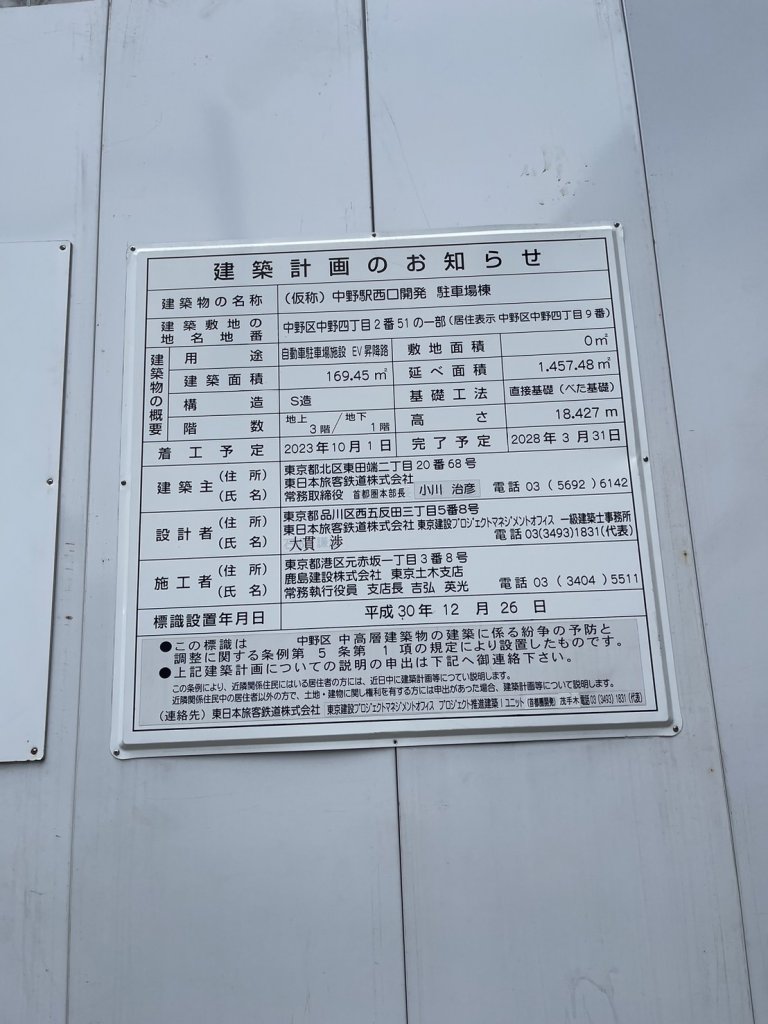 建築計画のお知らせ
建築物の名称 (仮称)中野駅西口開発 駐車場棟
建築敷地の地名地番 中野区中野四丁目2番51の一部(居住表示 中野区中野四丁目9番)
建築物の概要
用途 自動車駐車場施設 EV昇降路 敷地面積 0㎡
建築面積 169.45㎡ 延べ面積 1,457.48㎡
構造 S造 基礎工法 直接基礎(べた基礎)
階数 地上3階/地下1階 高さ 18.427m
着工予定 2023年10月1日 完了予定 2028年3月31日
建築主 (住所) 東京都北区東田端二丁目20番68号
東日本旅客鉄道株式会社
(氏名) 常務取締役 首都圏本部長 小川 治彦 電話03(5692)6142
設計者 (住所) 東京都品川区西五反田三丁目5番8号
東日本旅客鉄道株式会社 東京建設プロジェクトマネジメントオフィス 一級建築士事務所
(氏名) 大貫 渉 電話03(3493)1831(代表)
施工者 (住所) 東京都港区元赤坂一丁目3番8号
鹿島建設株式会社 東京土木支店
(氏名) 常務執行役員 支店長 吉弘 英光 電話03(3404)5511
標識設置年月日 平成30年12月26日
●この標識は 中野区 中高層建築物の建築に係る紛争の予防と
調整に関する条例第5条第1項の規定により設置したものです。
●上記建築計画についての説明の申出は下記へ御連絡下さい。
この条例により、近隣関係住民にはいる居住者の方には、近日中に建築計画等につてい説明します。
近隣関係住民中の居住者以外の方で、土地・建物に関し権利を有する方には申出があった場合、建築計画等について説明します。
(連絡先)東日本旅客鉄道株式会社 東京建設プロジェクトマネジメントオフィス プロジェクト推進建築Iユニット(首都圏開発) 茂手木 電話03(3493)1831(代表)